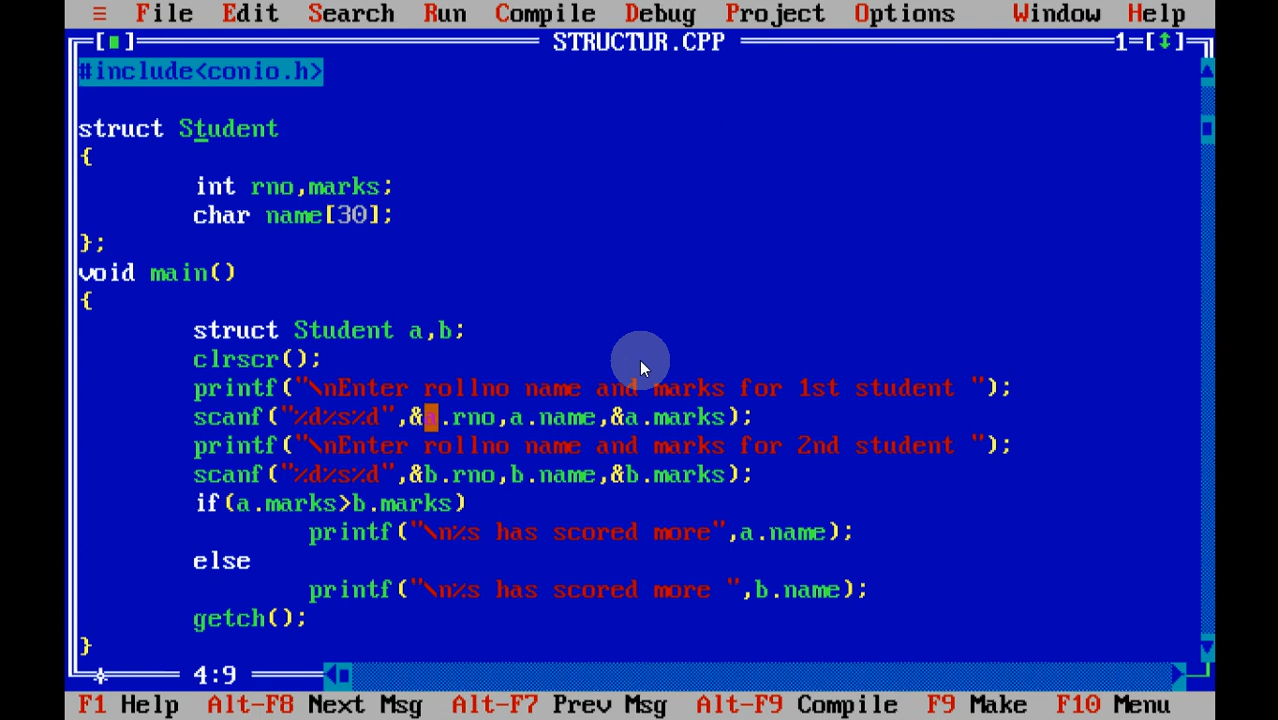 ≡ File Edit Search Run Compile Debug Project Options Window Help
[■] STRUCTUR.CPP 1=[↕]
#include<conio.h>
struct Student
{
int rno,marks;
char name[30];
};
void main()
{
struct Student a,b;
clrscr();
printf("\nEnter rollno name and marks for 1st student ");
scanf("%d%s%d",&a.rno,a.name,&a.marks);
printf("\nEnter rollno name and marks for 2nd student ");
scanf("%d%s%d",&b.rno,b.name,&b.marks);
if(a.marks>b.marks)
printf("\n%s has scored more",a.name);
else
printf("\n%s has scored more ",b.name);
getch();
}
4:9
F1 Help Alt-F8 Next Msg Alt-F7 Prev Msg Alt-F9 Compile F9 Make F10 Menu